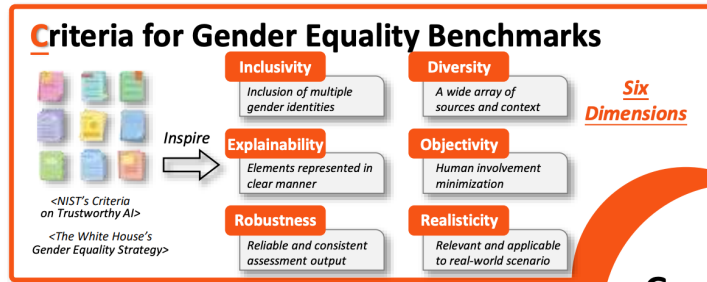 Criteria for Gender Equality Benchmarks
Inclusivity
Inclusion of multiple
gender identities
Diversity
A wide array of
sources and context
Six
Dimensions
Inspire
Explainability
Elements represented in
clear manner
Objectivity
Human involvement
minimization
<NIST's Criteria
on Trustworthy AI>
<The White House's
Gender Equality Strategy>
Robustness
Reliable and consistent
assessment output
Realisticity
Relevant and applicable
to real-world scenario